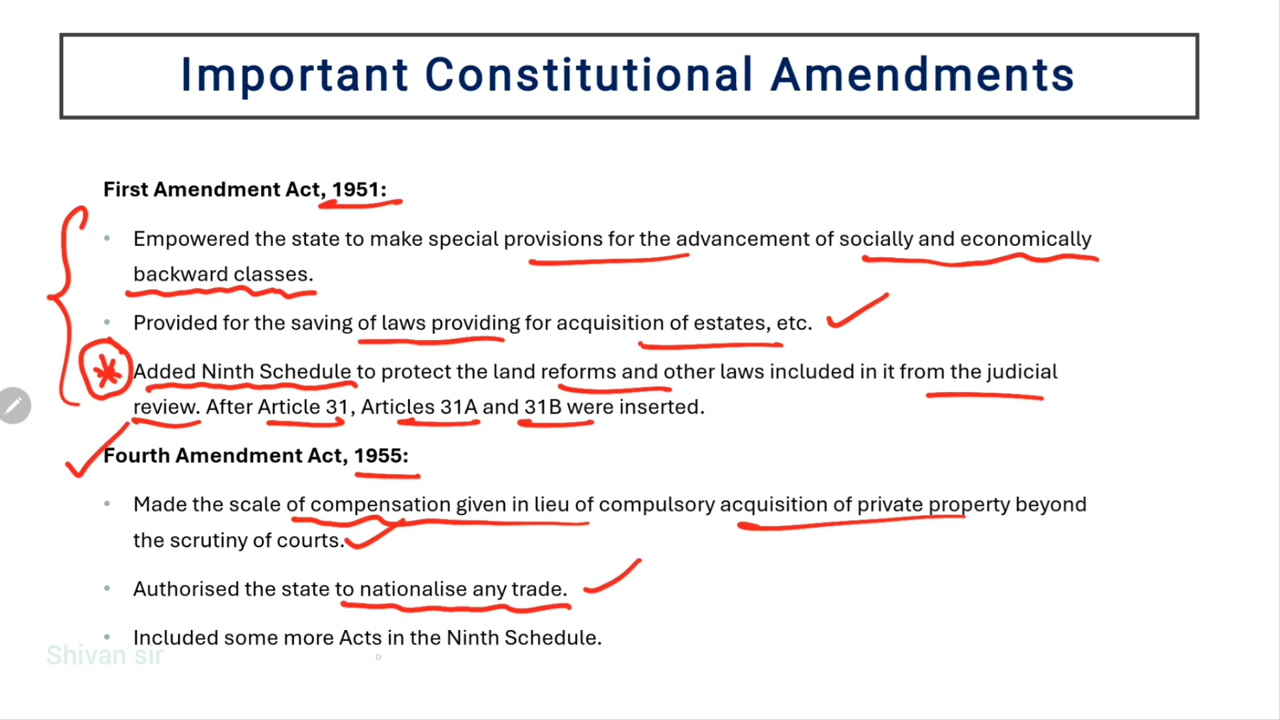 Important Constitutional Amendments
First Amendment Act, 1951:
• Empowered the state to make special provisions for the advancement of socially and economically
backward classes.
• Provided for the saving of laws providing for acquisition of estates, etc.
Added Ninth Schedule to protect the land reforms and other laws included in it from the judicial
review. After Article 31, Articles 31A and 31B were inserted.
Fourth Amendment Act, 1955:
• Made the scale of compensation given in lieu of compulsory acquisition of private property beyond
the scrutiny of courts.
• Authorised the state to nationalise any trade.
• Included some more Acts in the Ninth Schedule.
Shivan sir